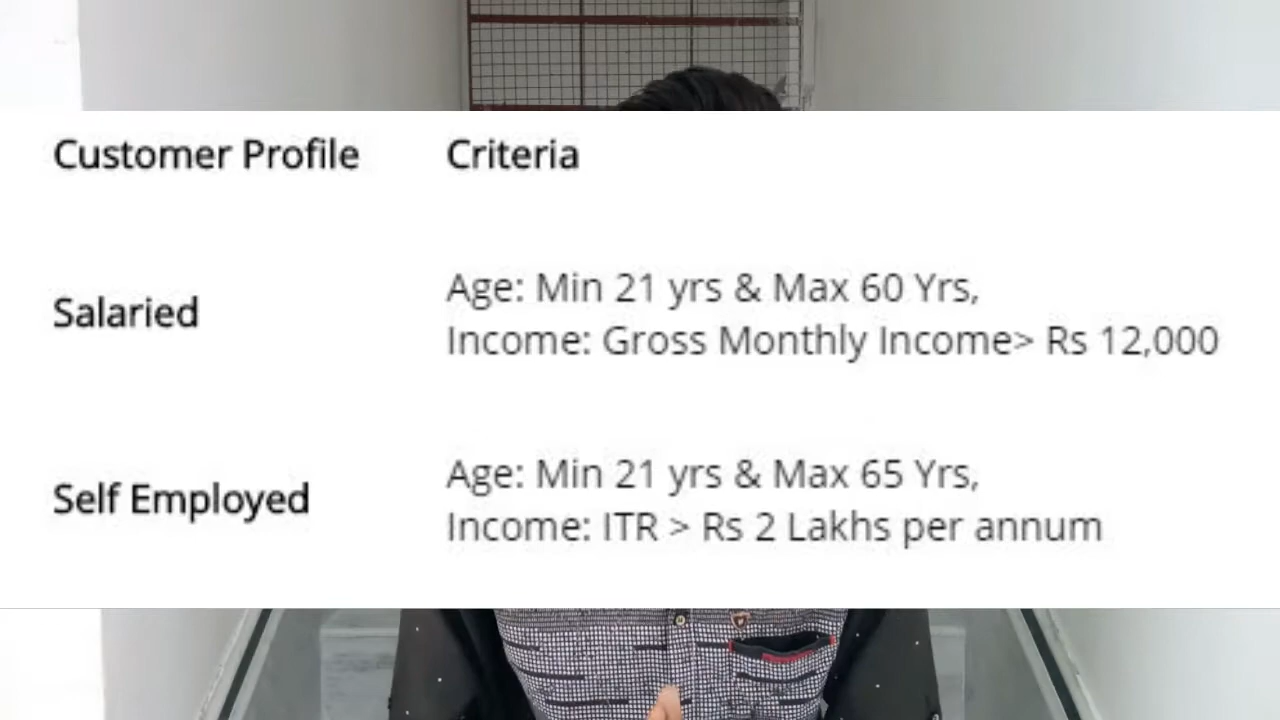 Customer Profile Criteria
Salaried
Age: Min 21 yrs & Max 60 Yrs,
Income: Gross Monthly Income> Rs 12,000
Self Employed
Age: Min 21 yrs & Max 65 Yrs,
Income: ITR > Rs 2 Lakhs per annum